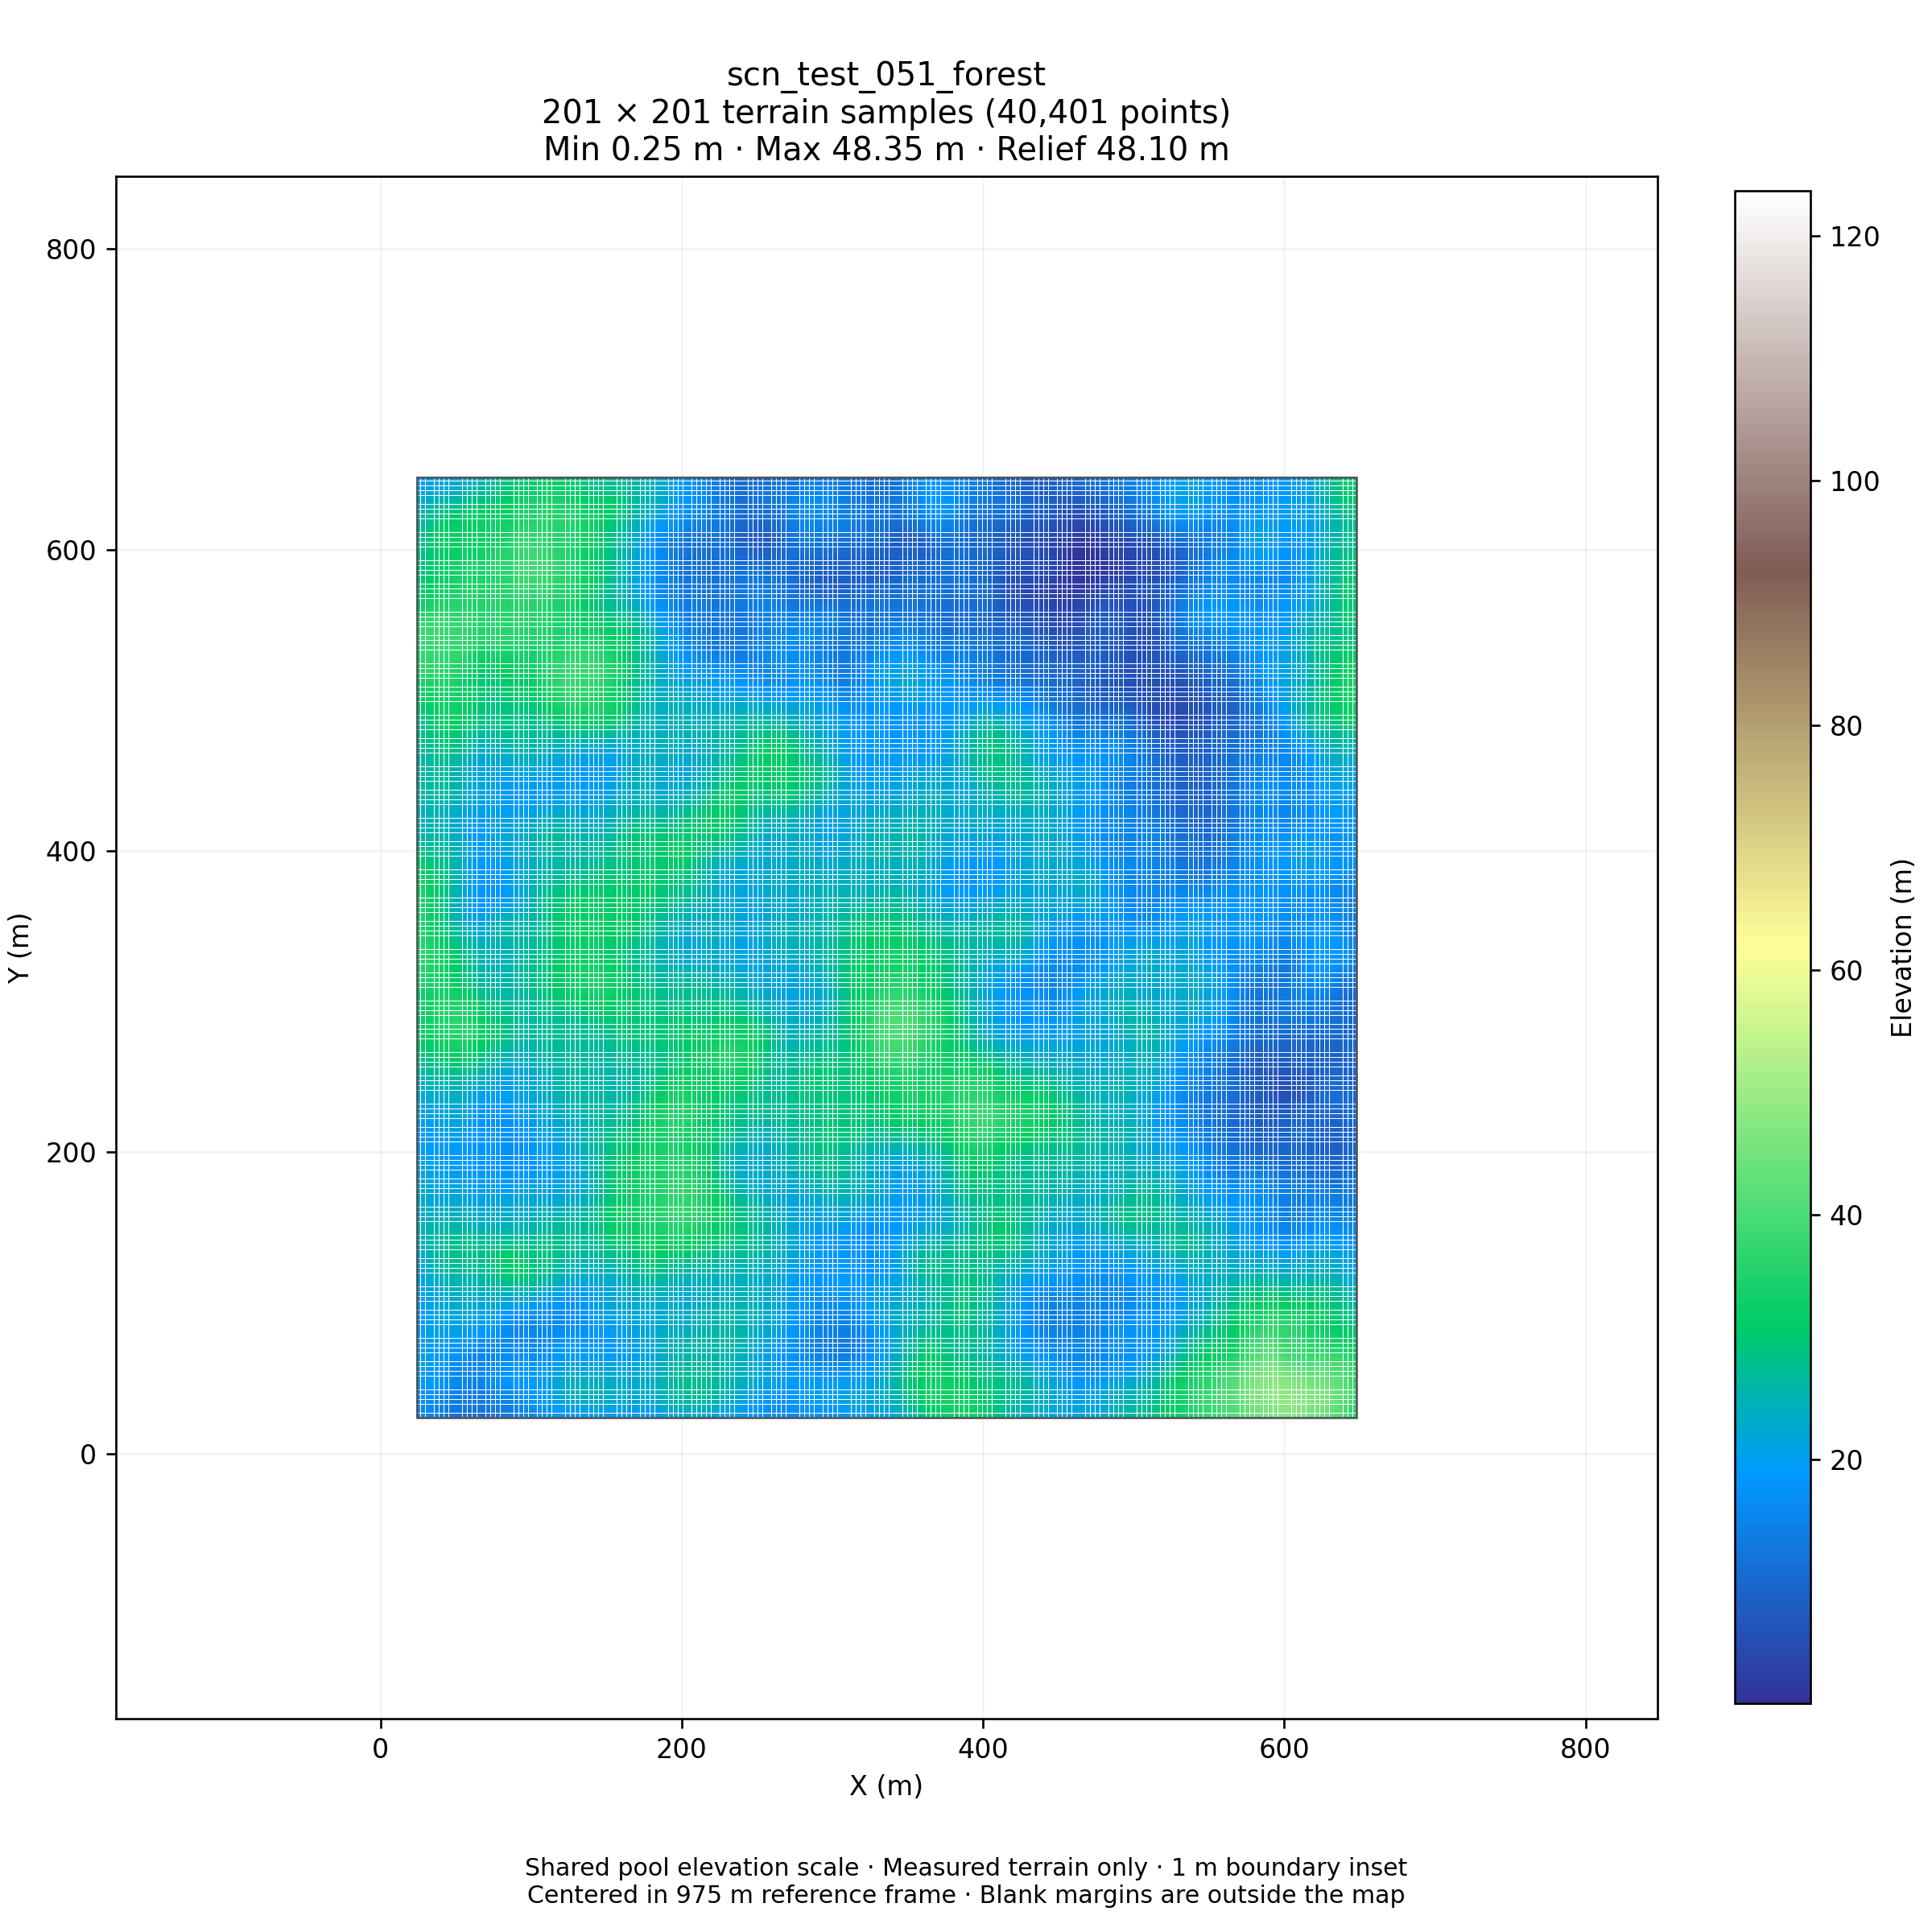 scn_test_051_forest
201 × 201 terrain samples (40,401 points)
Min 0.25 m · Max 48.35 m · Relief 48.10 m
800
600
400
200
0
Y (m)
0
200
400
600
800
X (m)
120
100
80
60
40
20
Elevation (m)
Shared pool elevation scale · Measured terrain only · 1 m boundary inset
Centered in 975 m reference frame · Blank margins are outside the map